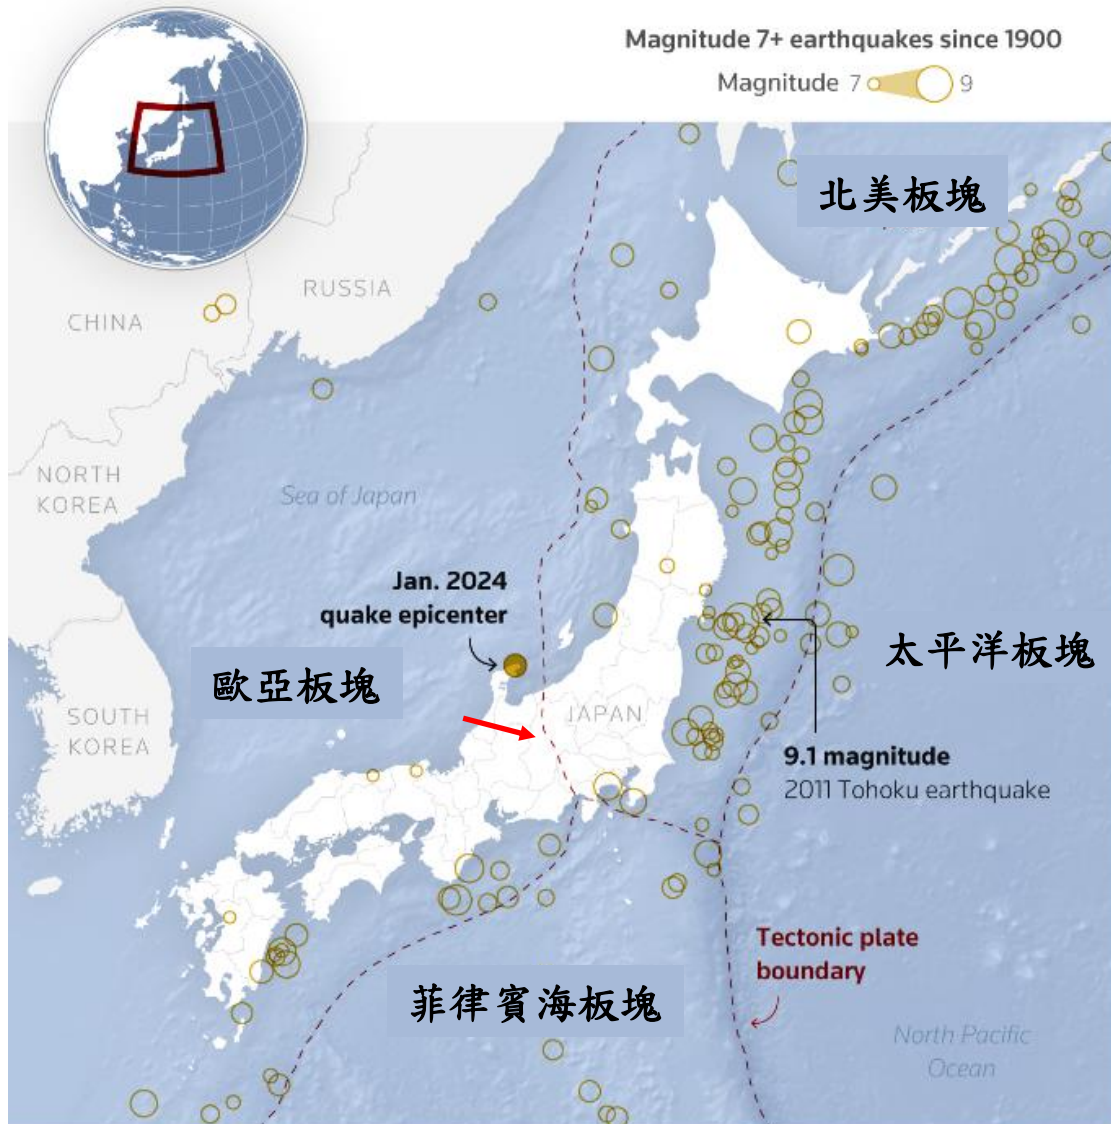 Magnitude 7+ earthquakes since 1900
Magnitude 7 9
北美板塊
RUSSIA
CHINA
NORTH
KOREA
Sea of Japan
Jan. 2024
quake epicenter
歐亞板塊
太平洋板塊
SOUTH
KOREA
JAPAN
9.1 magnitude
2011 Tohoku earthquake
Tectonic plate
boundary
菲律賓海板塊
North Pacific
Ocean